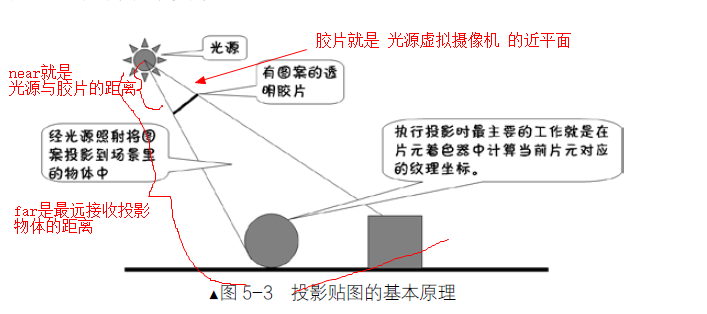 胶片就是 光源虚拟摄像机 的近平面
光源
near就是
光源与胶片的距离
有图案的透
明胶片
经光源照射将图
案投影到场景里
的物体中
执行投影时最主要的工作就是在
片元着色器中计算当前片元对应
的纹理坐标。
far是最远接收投影
物体的距离
▲图 5-3 投影贴图的基本原理